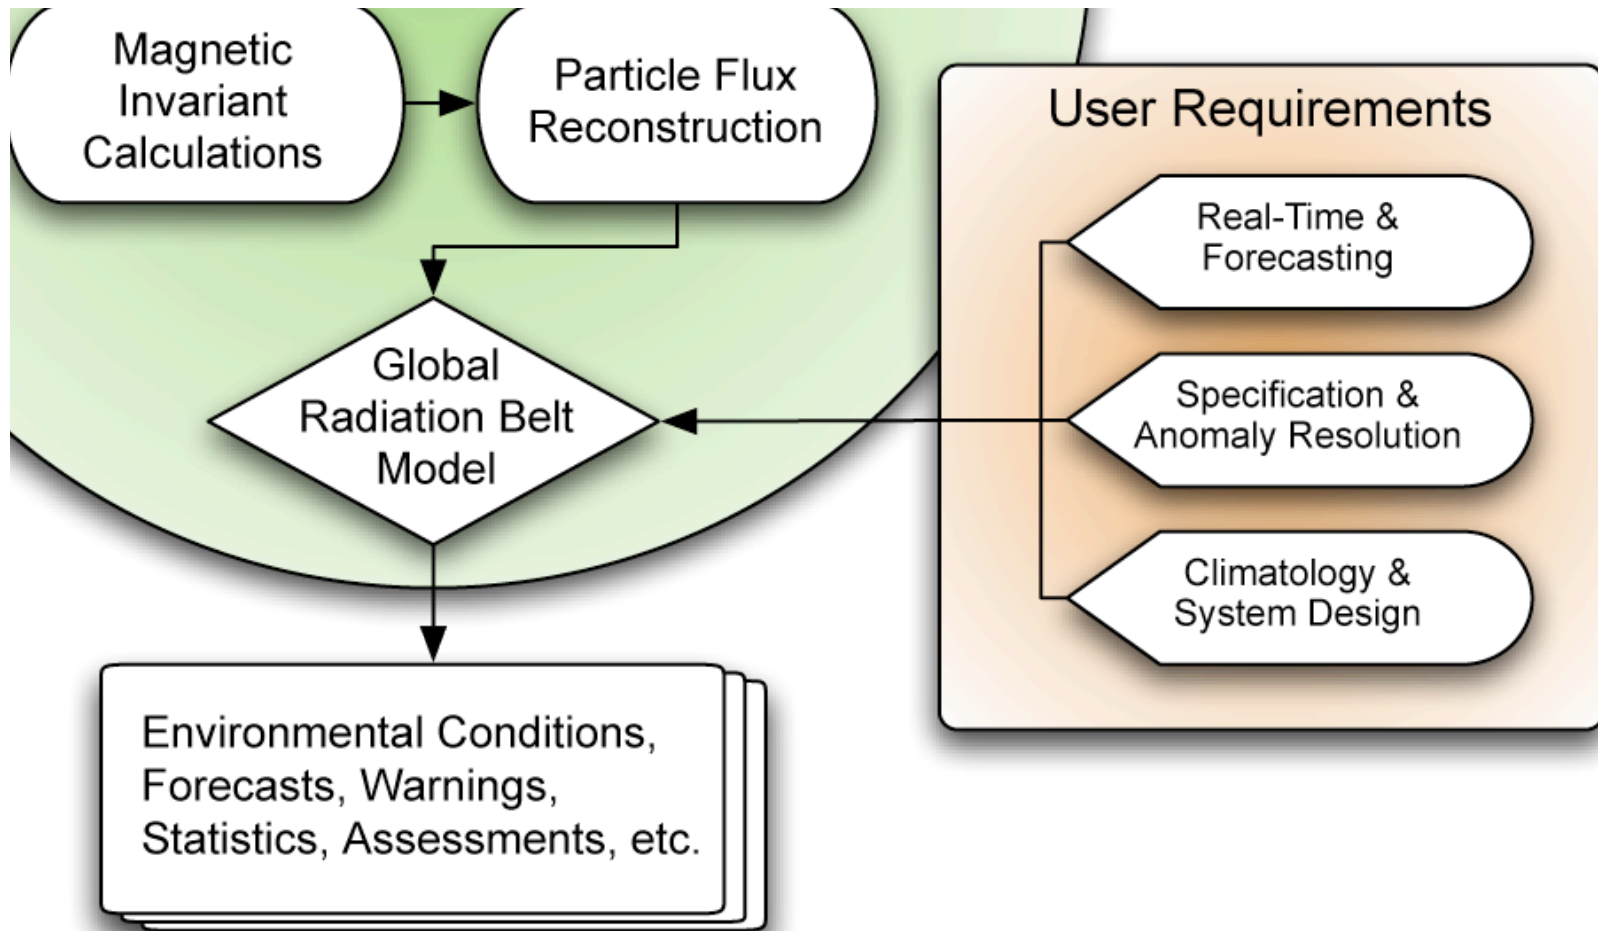 Magnetic
Invariant
Calculations
Particle Flux
Reconstruction
Global
Radiation Belt
Model
Environmental Conditions,
Forecasts, Warnings,
Statistics, Assessments, etc.
User Requirements
Real-Time &
Forecasting
Specification &
Anomaly Resolution
Climatology &
System Design